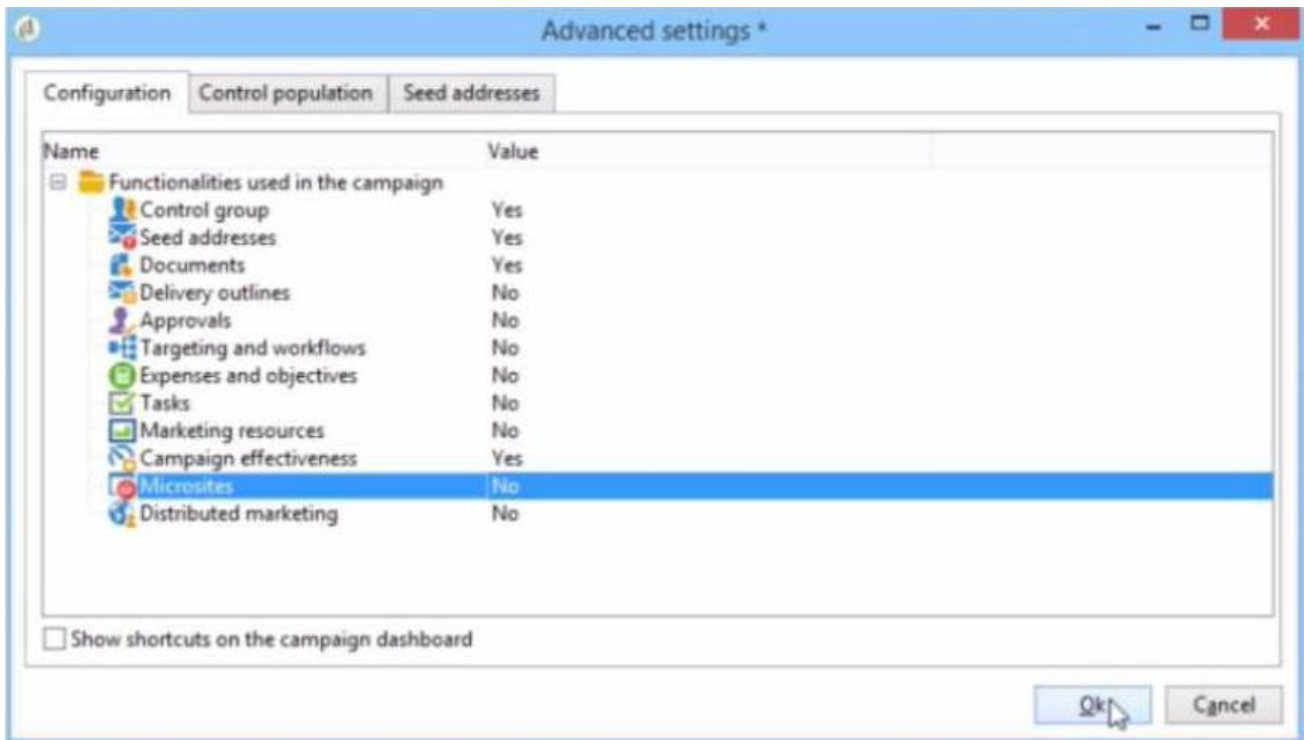 Advanced settings *
Configuration Control population Seed addresses
Name Value
Functionalities used in the campaign
Control group Yes
Seed addresses Yes
Documents Yes
Delivery outlines No
Approvals No
Targeting and workflows No
Expenses and objectives No
Tasks No
Marketing resources No
Campaign effectiveness Yes
Microsites No
Distributed marketing No
Show shortcuts on the campaign dashboard
Ok Cancel